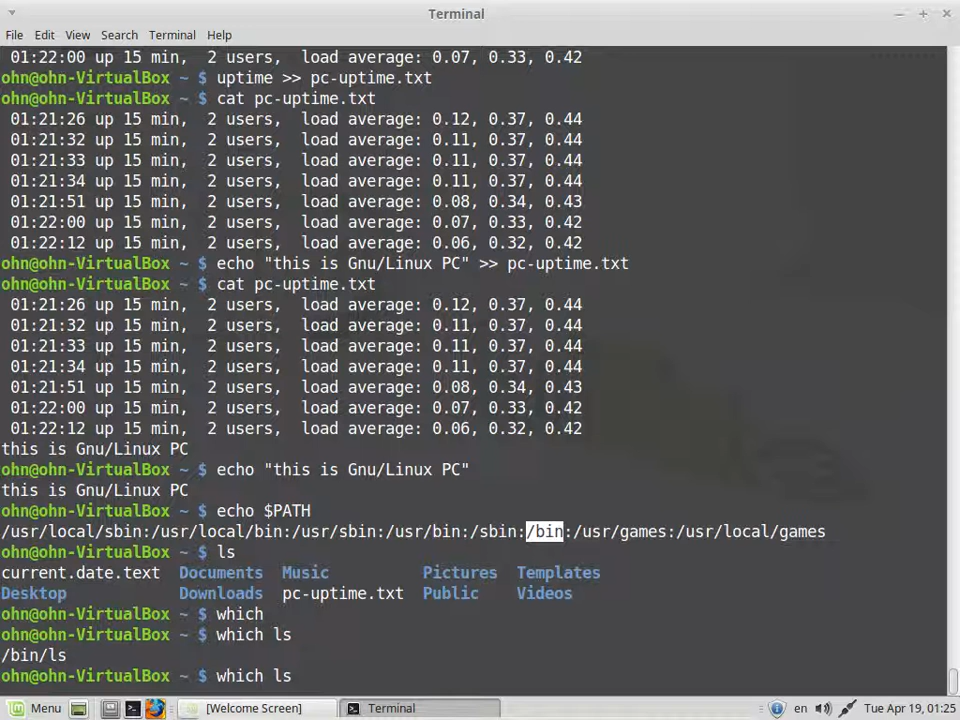 Terminal
File Edit View Search Terminal Help
01:22:00 up 15 min,  2 users,  load average: 0.07, 0.33, 0.42
ohn@ohn-VirtualBox ~ $ uptime >> pc-uptime.txt
ohn@ohn-VirtualBox ~ $ cat pc-uptime.txt
01:21:26 up 15 min,  2 users,  load average: 0.12, 0.37, 0.44
01:21:32 up 15 min,  2 users,  load average: 0.11, 0.37, 0.44
01:21:33 up 15 min,  2 users,  load average: 0.11, 0.37, 0.44
01:21:34 up 15 min,  2 users,  load average: 0.11, 0.37, 0.44
01:21:51 up 15 min,  2 users,  load average: 0.08, 0.34, 0.43
01:22:00 up 15 min,  2 users,  load average: 0.07, 0.33, 0.42
01:22:12 up 15 min,  2 users,  load average: 0.06, 0.32, 0.42
ohn@ohn-VirtualBox ~ $ echo "this is Gnu/Linux PC" >> pc-uptime.txt
ohn@ohn-VirtualBox ~ $ cat pc-uptime.txt
01:21:26 up 15 min,  2 users,  load average: 0.12, 0.37, 0.44
01:21:32 up 15 min,  2 users,  load average: 0.11, 0.37, 0.44
01:21:33 up 15 min,  2 users,  load average: 0.11, 0.37, 0.44
01:21:34 up 15 min,  2 users,  load average: 0.11, 0.37, 0.44
01:21:51 up 15 min,  2 users,  load average: 0.08, 0.34, 0.43
01:22:00 up 15 min,  2 users,  load average: 0.07, 0.33, 0.42
01:22:12 up 15 min,  2 users,  load average: 0.06, 0.32, 0.42
this is Gnu/Linux PC
ohn@ohn-VirtualBox ~ $ echo "this is Gnu/Linux PC"
this is Gnu/Linux PC
ohn@ohn-VirtualBox ~ $ echo $PATH
/usr/local/sbin:/usr/local/bin:/usr/sbin:/usr/bin:/sbin:/bin:/usr/games:/usr/local/games
ohn@ohn-VirtualBox ~ $ ls
current.date.text  Documents  Music  Pictures  Templates
Desktop  Downloads  pc-uptime.txt  Public  Videos
ohn@ohn-VirtualBox ~ $ which
ohn@ohn-VirtualBox ~ $ which ls
/bin/ls
ohn@ohn-VirtualBox ~ $ which ls
Menu [Welcome Screen] Terminal en Tue Apr 19, 01:25